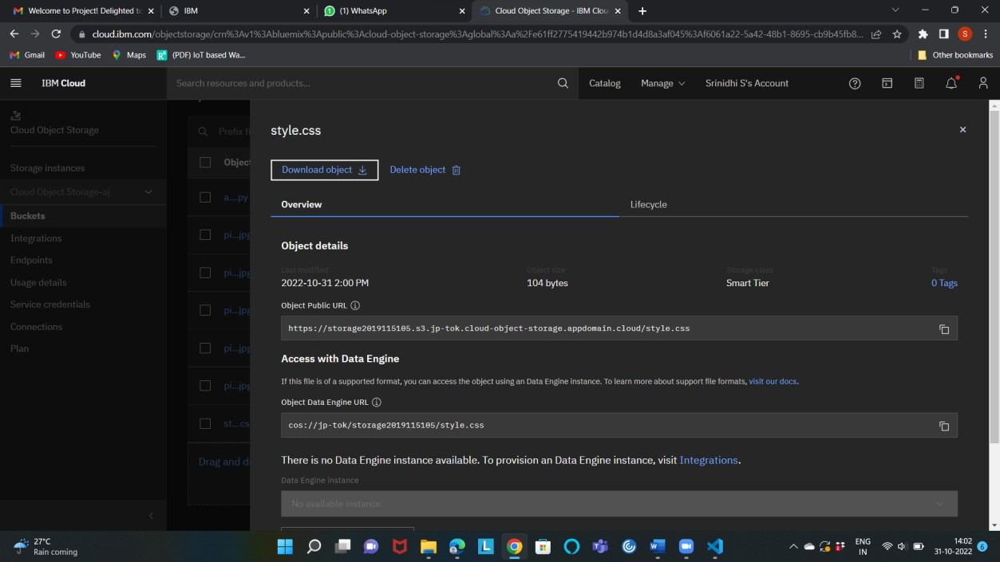 Welcome to Project! Delighted to
IBM
(1) WhatsApp
Cloud Object Storage - IBM Clou
cloud.ibm.com/objectstorage/crn%3Av1%3Abluemix%3Apublic%3Acloud-object-storage%3Aglobal%3Aa%2Fe61ff2775419442b974b1d4d8a3af045%3Af6061a22-5a42-48b1-8695-cb9b45fb8...
S
Gmail
YouTube
Maps
(PDF) IoT based Wa...
Other bookmarks
IBM Cloud
Search resources and products...
Catalog
Manage
Srinidhi S's Account
Cloud Object Storage
Storage instances
Cloud Object Storage-aj
Buckets
Integrations
Endpoints
Usage details
Service credentials
Connections
Plan
Prefix fi
Object
a...py
pi...jpg
pi...jpg
pi...jpg
pi...jpg
pi...jpg
st...cs
Drag and d
style.css
Download object
Delete object
Overview
Lifecycle
Object details
Last modified
Object size
Storage class
Tags
2022-10-31 2:00 PM
104 bytes
Smart Tier
0 Tags
Object Public URL
https://storage2019115105.s3.jp-tok.cloud-object-storage.appdomain.cloud/style.css
Access with Data Engine
If this file is of a supported format, you can access the object using an Data Engine instance. To learn more about support file formats, visit our docs.
Object Data Engine URL
cos://jp-tok/storage2019115105/style.css
There is no Data Engine instance available. To provision an Data Engine instance, visit Integrations.
Data Engine instance
No available instance
27°C
Rain coming
ENG
IN
14:02
31-10-2022
6